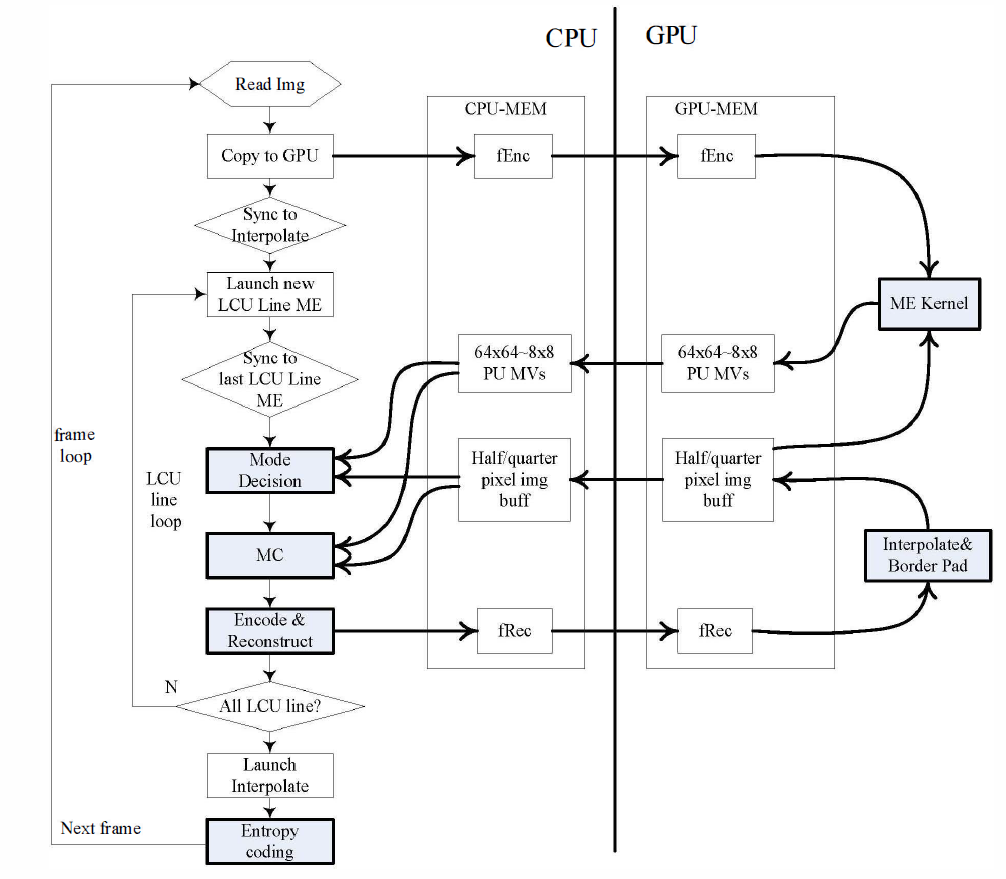 CPU
GPU
Read Img
CPU-MEM
GPU-MEM
Copy to GPU
fEnc
fEnc
Sync to
Interpolate
Launch new
LCU Line ME
ME Kernel
Sync to
last LCU Line
ME
64x64~8x8
PU MVs
64x64~8x8
PU MVs
frame
loop
LCU
line
loop
Mode
Decision
Half/quarter
pixel img
buff
Half/quarter
pixel img
buff
MC
Interpolate&
Border Pad
Encode &
Reconstruct
fRec
fRec
N
All LCU line?
Launch
Interpolate
Next frame
Entropy
coding